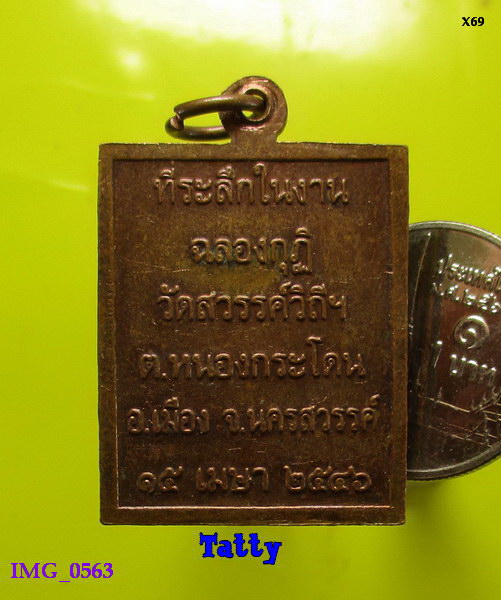 X69
ที่ระลึกในงาน
ฉลองกุฏิ
วัดสวรรค์วิถีฯ
ต.หนองกระโดน
อ.เมือง จ.นครสวรรค์
๑๕ เมษา ๒๕๔๖
๑
บาท
Tatty
IMG_0563